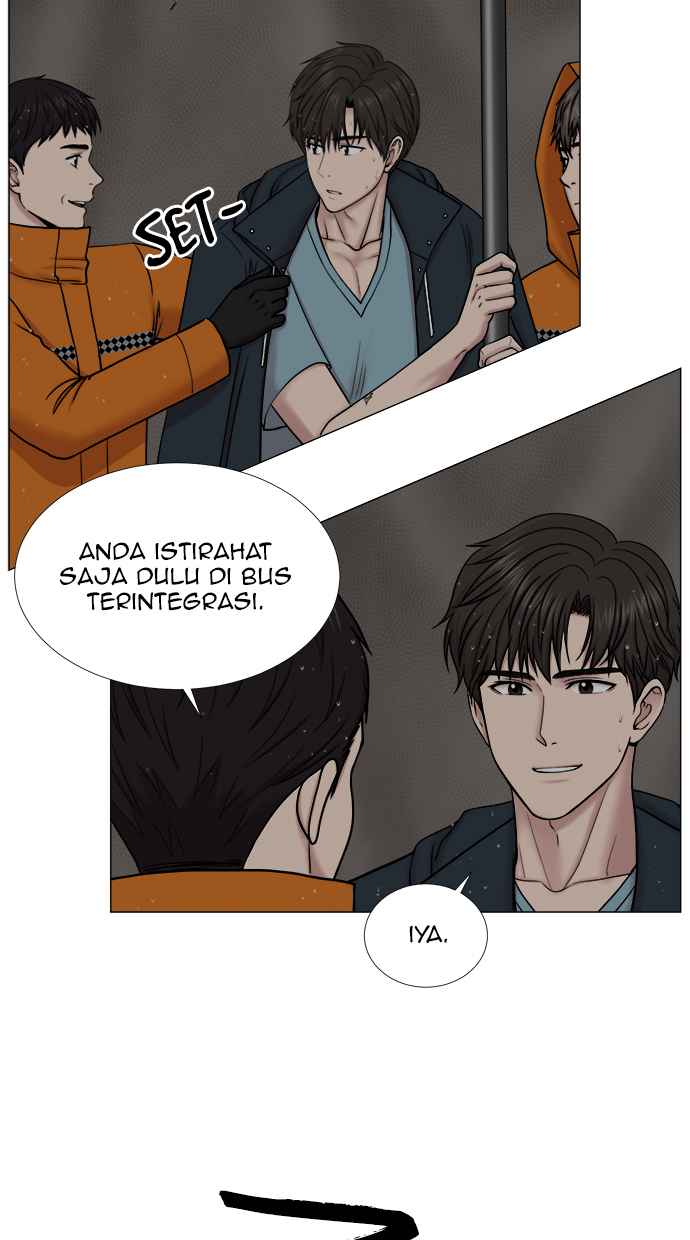 SET-
ANDA ISTIRAHAT
SAJA DULU DI BUS
TERINTEGRASI.
IYA.